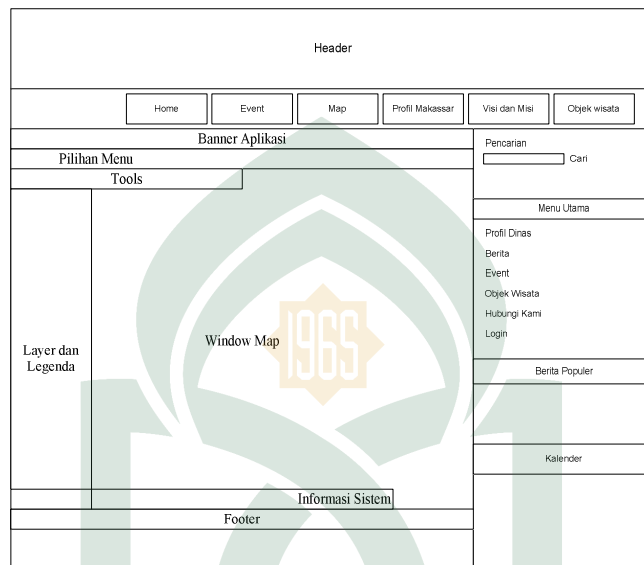 Header
Home
Event
Map
Profil Makassar
Visi dan Misi
Objek wisata
Banner Aplikasi
Pilihan Menu
Tools
Layer dan
Legenda
Window Map
1965
Informasi Sistem
Footer
Pencarian
Cari
Menu Utama
Profil Dinas
Berita
Event
Objek Wisata
Hubungi Kami
Login
Berita Populer
Kalender